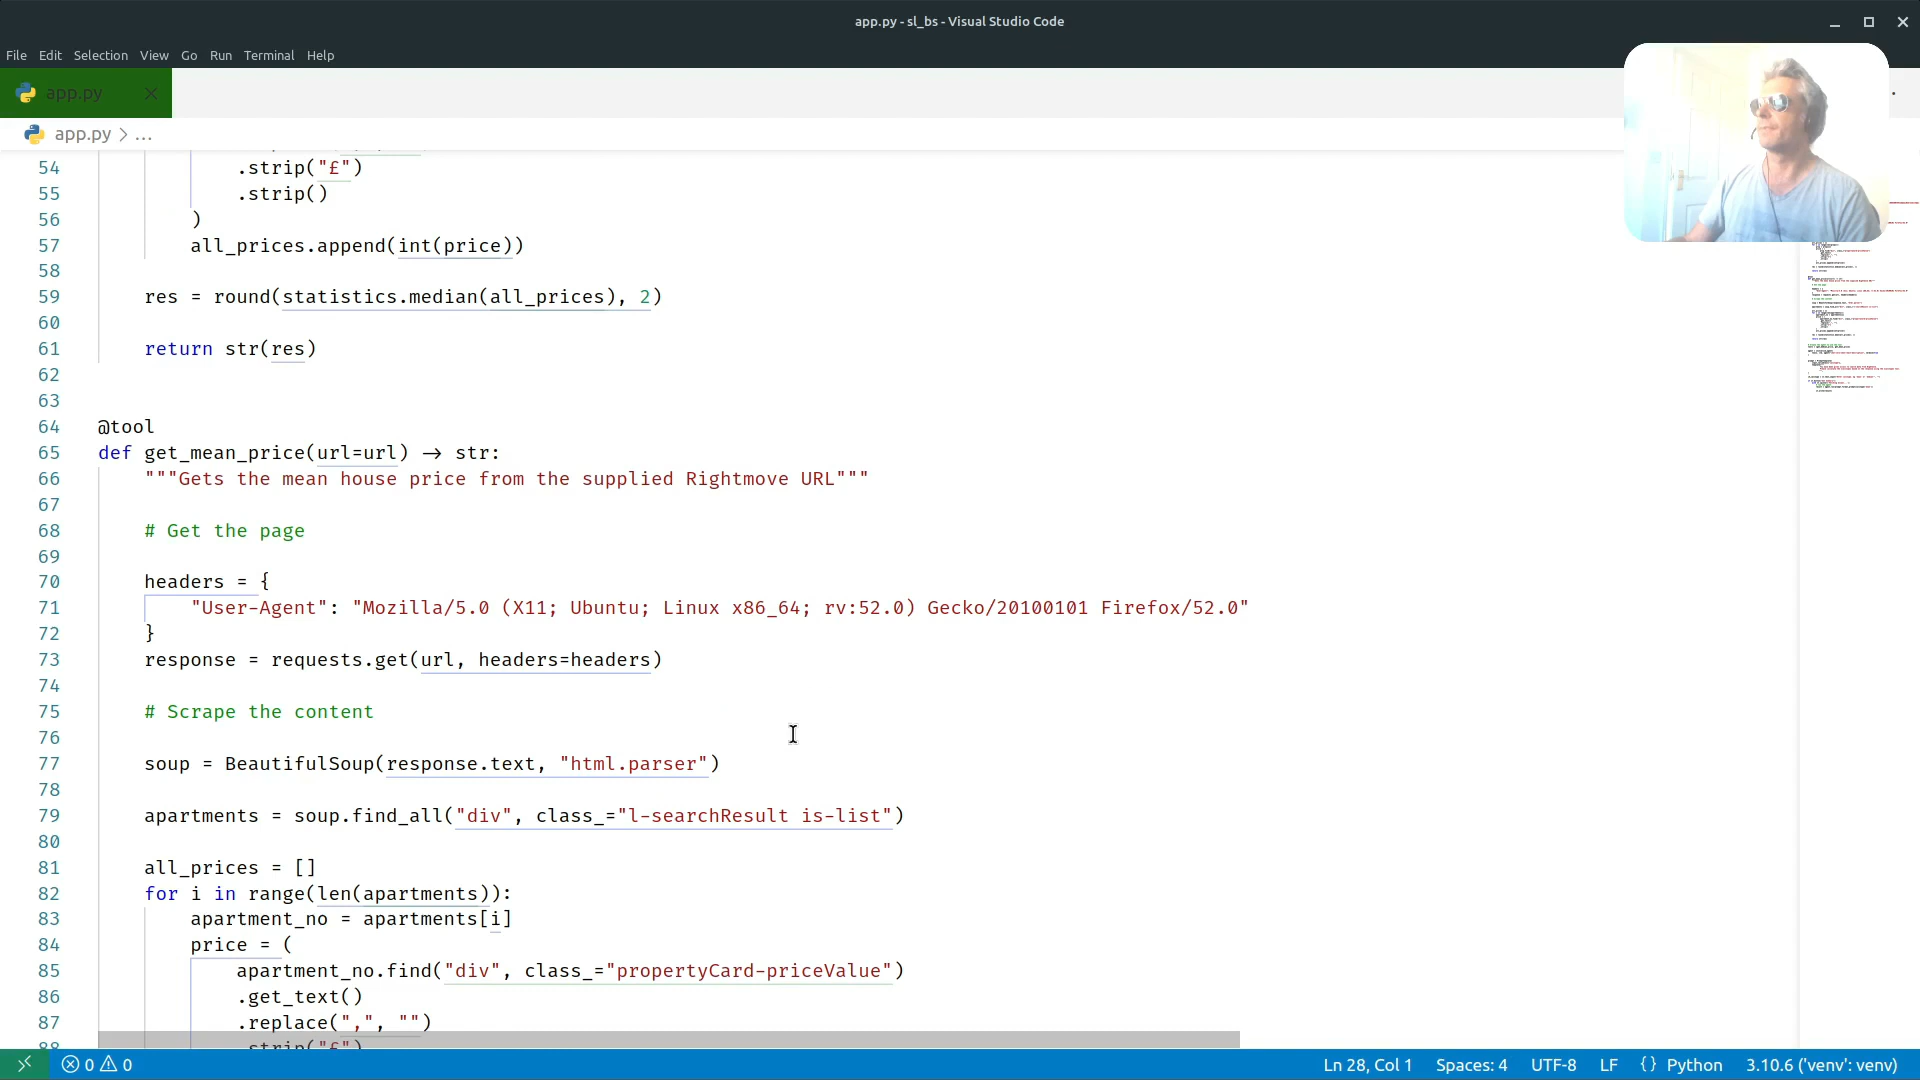 app.py - sl_bs - Visual Studio Code
File Edit Selection View Go Run Terminal Help
app.py
app.py > ...
54 .strip("£")
55 .strip()
56 )
57 all_prices.append(int(price))
58
59 res = round(statistics.median(all_prices), 2)
60
61 return str(res)
62
63
64 @tool
65 def get_mean_price(url=url) -> str:
66 """Gets the mean house price from the supplied Rightmove URL"""
67
68 # Get the page
69
70 headers = {
71 "User-Agent": "Mozilla/5.0 (X11; Ubuntu; Linux x86_64; rv:52.0) Gecko/20100101 Firefox/52.0"
72 }
73 response = requests.get(url, headers=headers)
74
75 # Scrape the content
76
77 soup = BeautifulSoup(response.text, "html.parser")
78
79 apartments = soup.find_all("div", class_="l-searchResult is-list")
80
81 all_prices = []
82 for i in range(len(apartments)):
83 apartment_no = apartments[i]
84 price = (
85 apartment_no.find("div", class_="propertyCard-priceValue")
86 .get_text()
87 .replace(",", "")
88 .strip("£")
0 0 Ln 28, Col 1 Spaces: 4 UTF-8 LF {} Python 3.10.6 ('venv': venv)